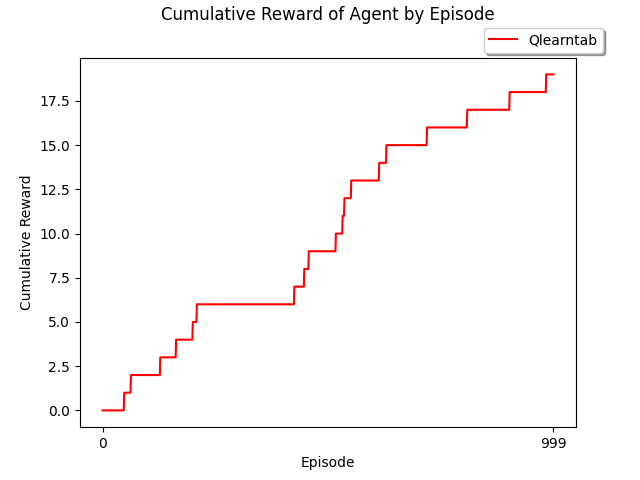 Cumulative Reward of Agent by Episode
Qlearntab
17.5
15.0
12.5
10.0
7.5
5.0
2.5
0.0
Cumulative Reward
0
999
Episode